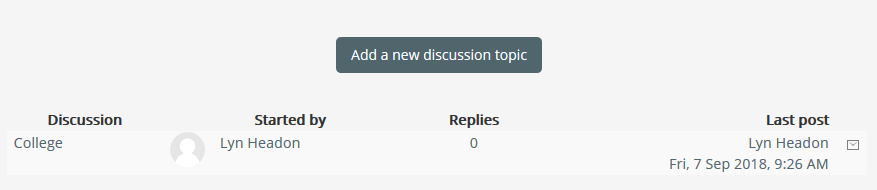 Add a new discussion topic
Discussion Started by Replies Last post
College Lyn Headon 0 Lyn Headon
Fri, 7 Sep 2018, 9:26 AM